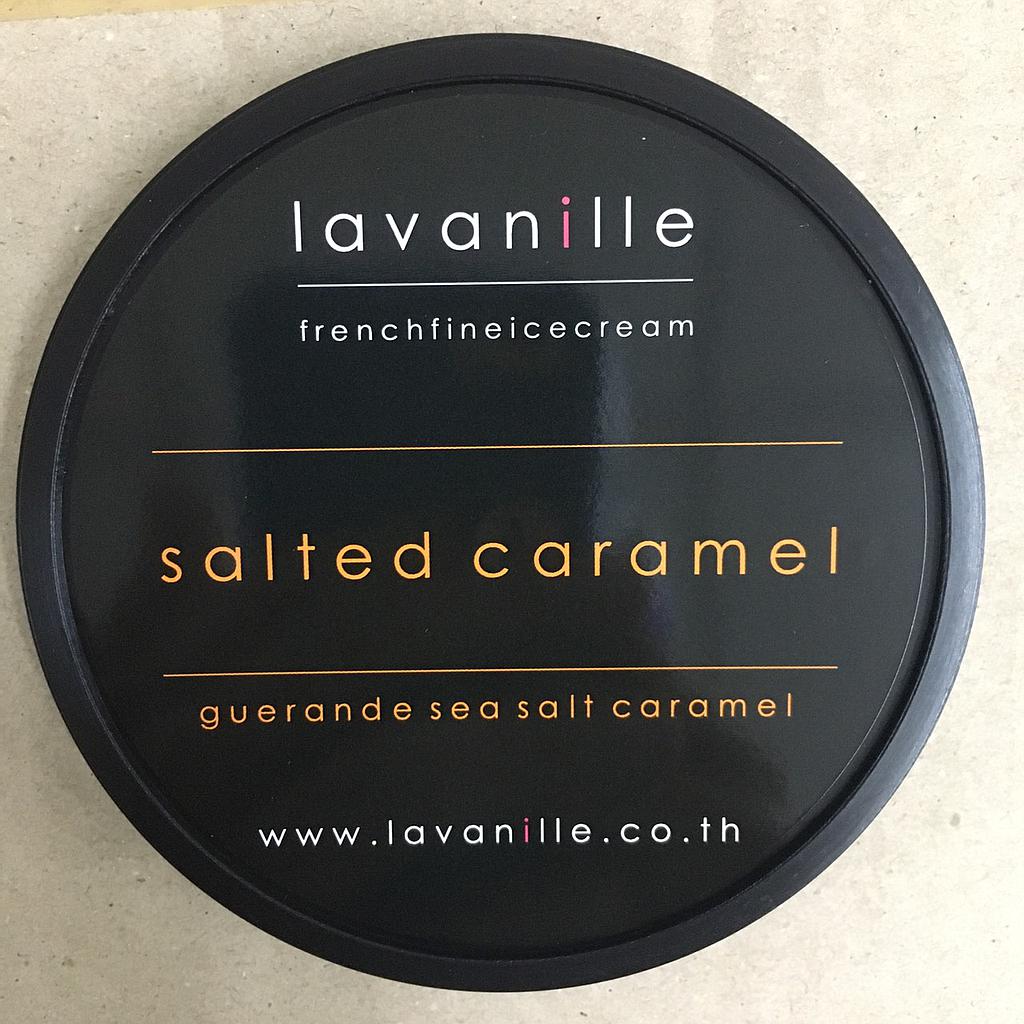 lavanille
frenchfineicecream
salted caramel
guerande sea salt caramel
www.lavanille.co.th